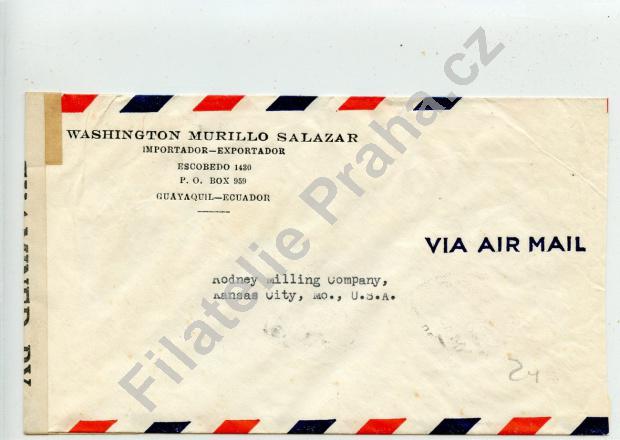 WASHINGTON MURILLO SALAZAR
IMPORTADOR—EXPORTADOR
ESCOBEDO 1430
P. O. BOX 959
GUAYAQUIL—ECUADOR
VIA AIR MAIL
Rodney Milling Company,
Kansas City, Mo., U.S.A.
24
Filatelie Praha.cz